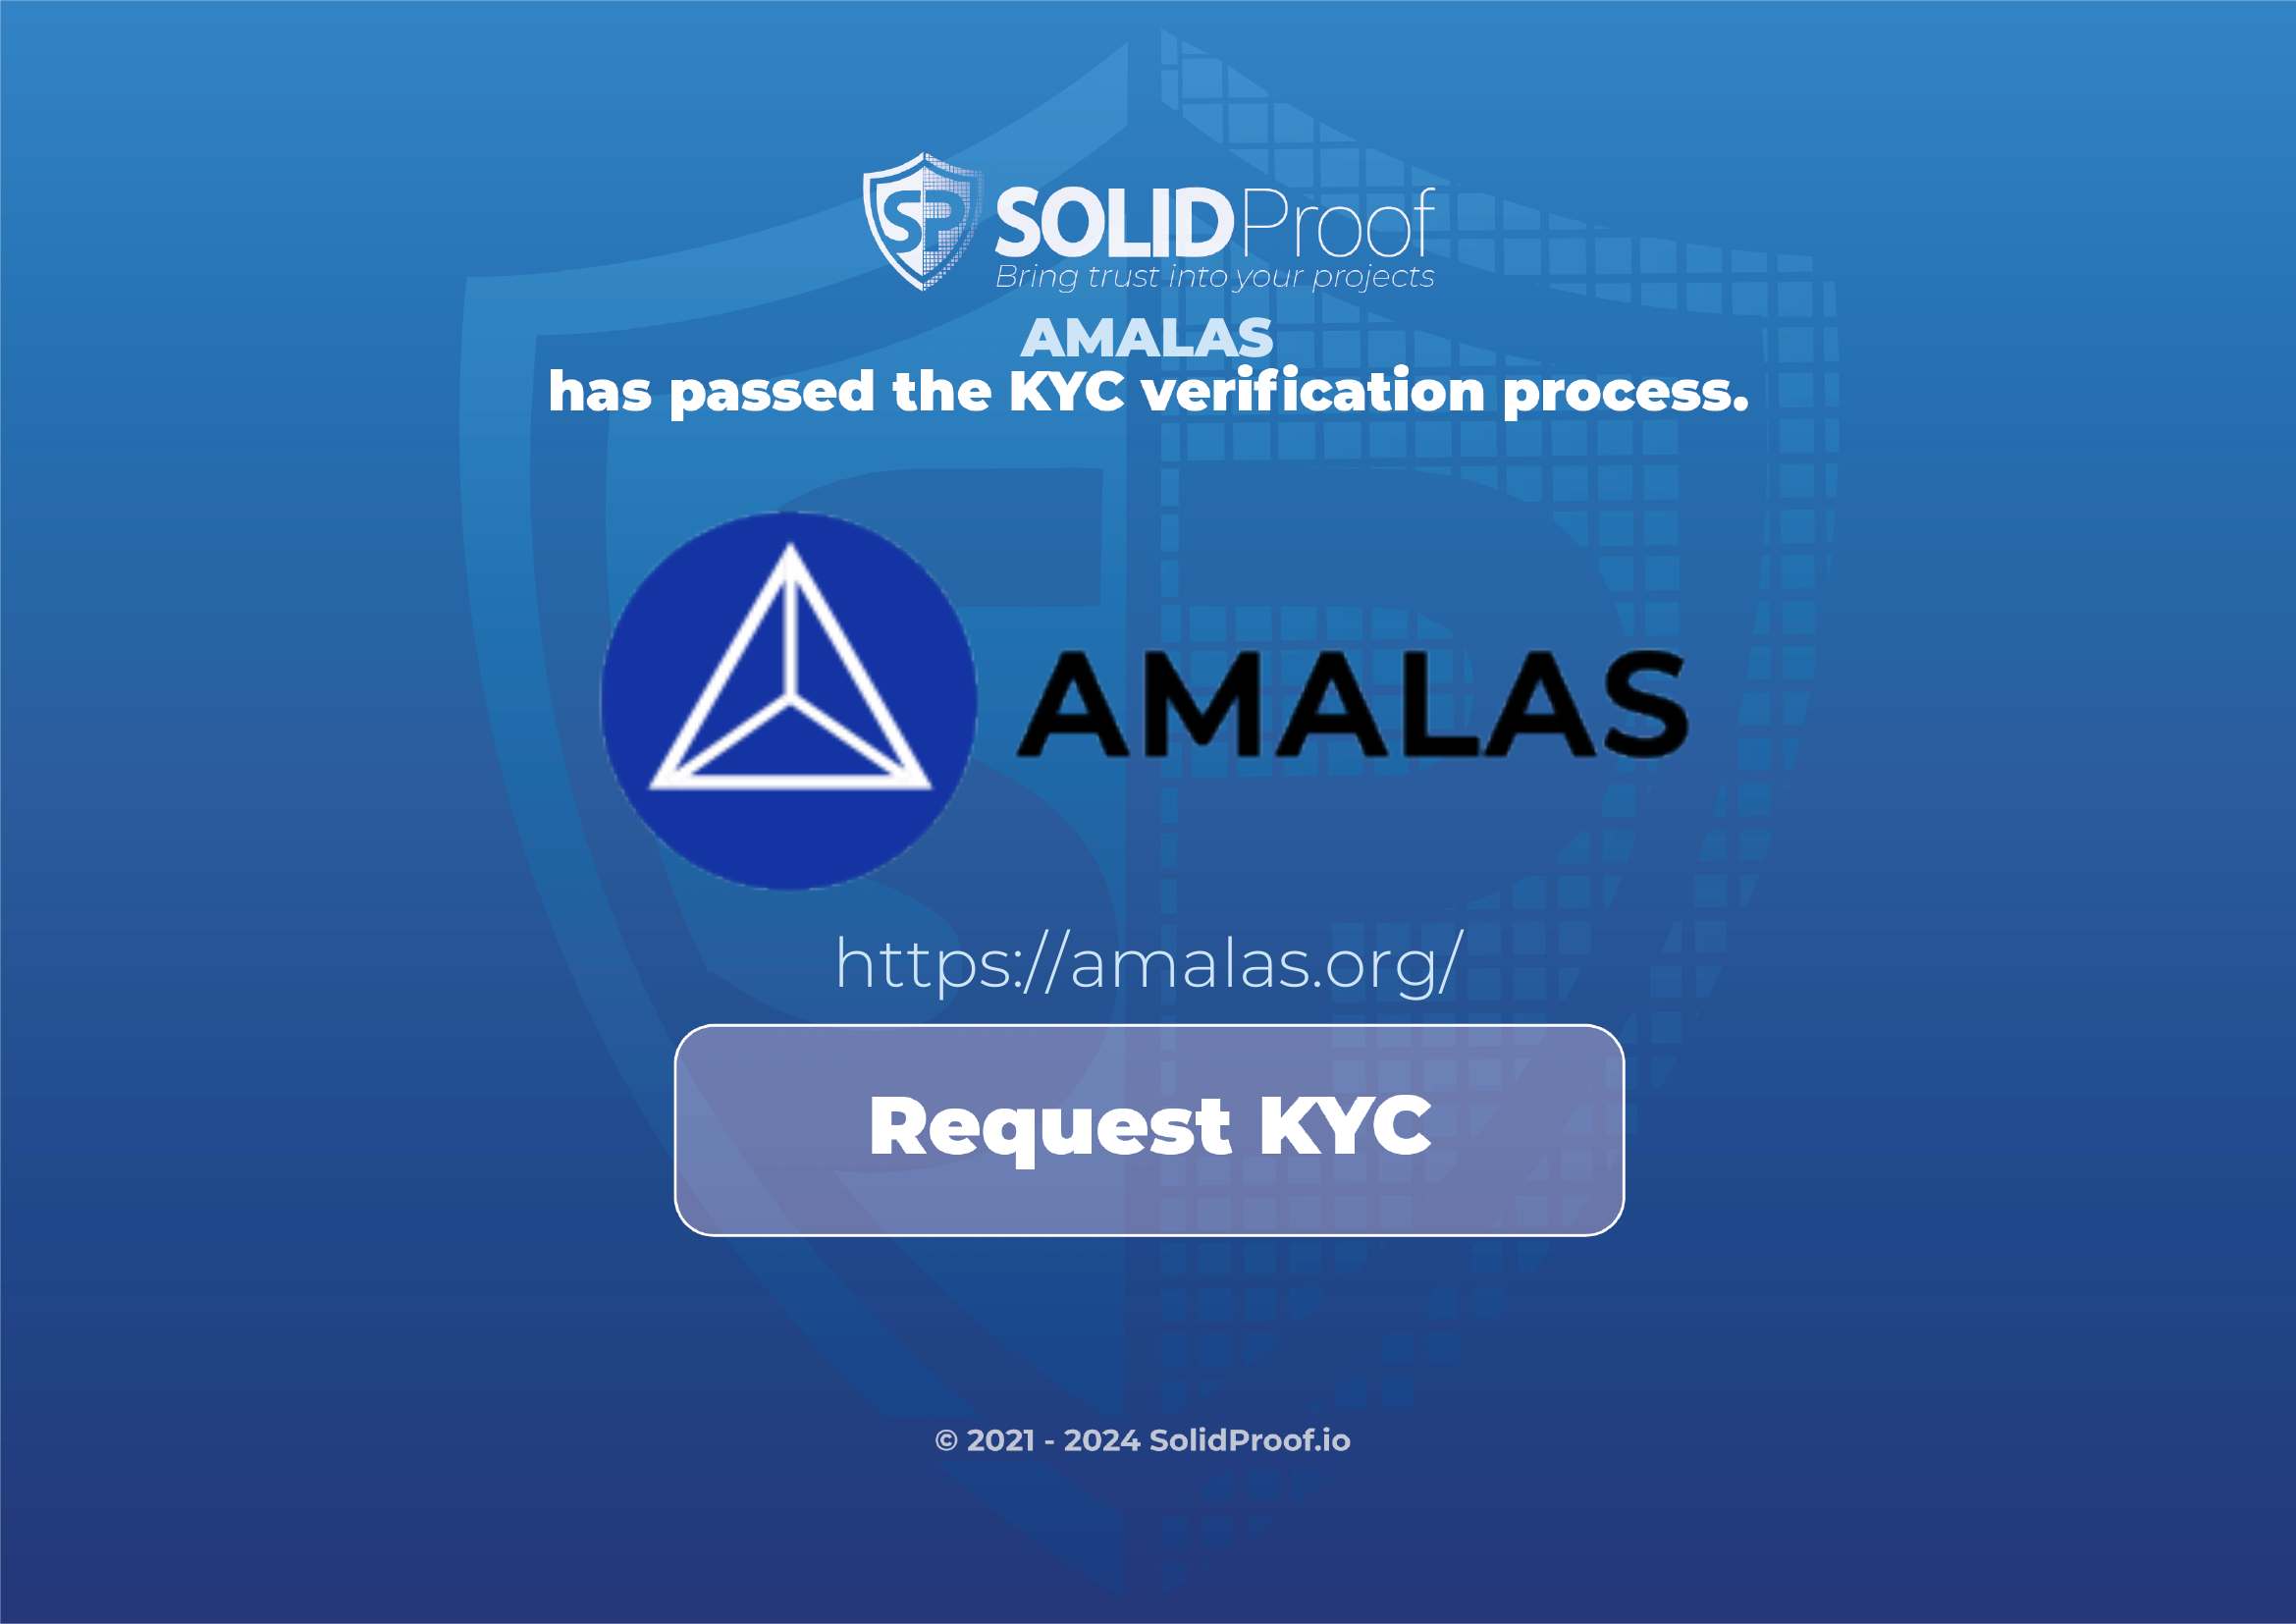 SP
SOLIDProof
Bring trust into your projects
AMALAS
has passed the KYC verification process.
AMALAS
https://amalas.org/
Request KYC
© 2021 - 2024 SolidProof.io